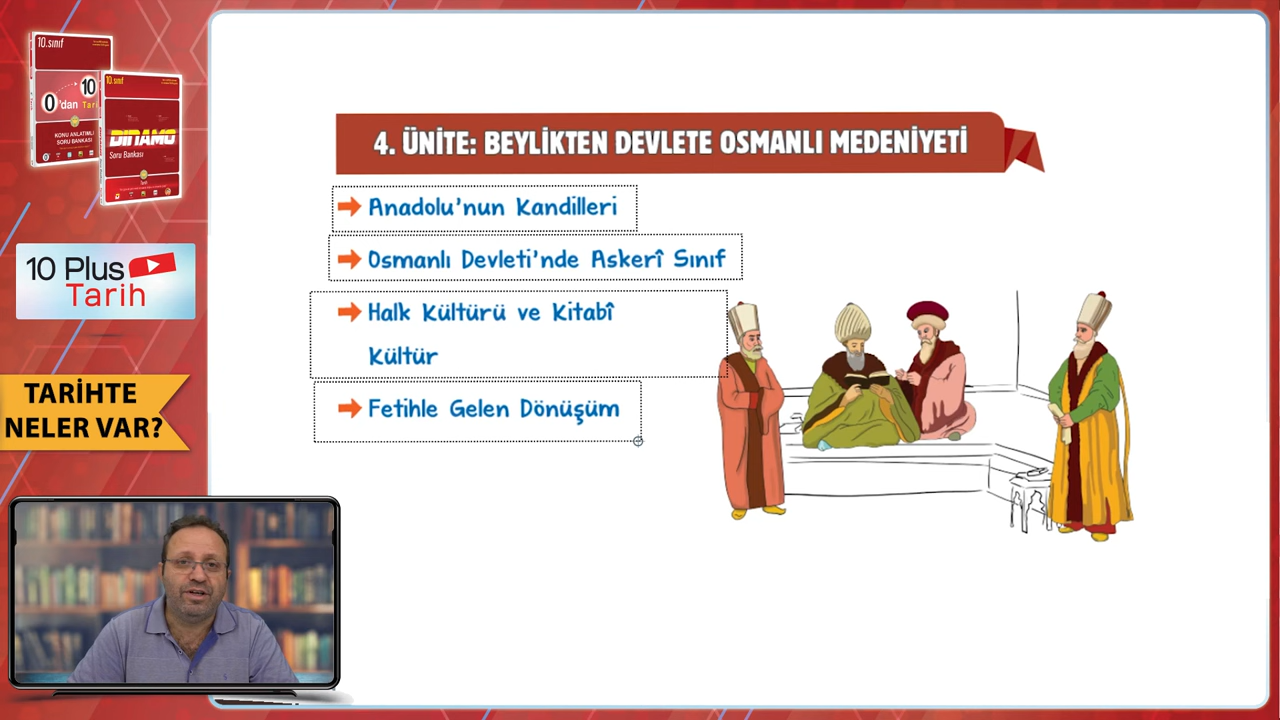 10.sınıf
0'dan 10 Tari
KONU ANLATIMLI
SORU BANKASI
10.sınıf
DINAMO
Soru Bankası
Tarih
10 Plus
Tarih
TARİHTE
NELER VAR?
4. ÜNİTE: BEYLİKTEN DEVLETE OSMANLI MEDENİYETİ
Anadolu'nun Kandilleri
Osmanlı Devleti'nde Askerî Sınıf
Halk Kültürü ve Kitabî
Kültür
Fetihle Gelen Dönüşüm